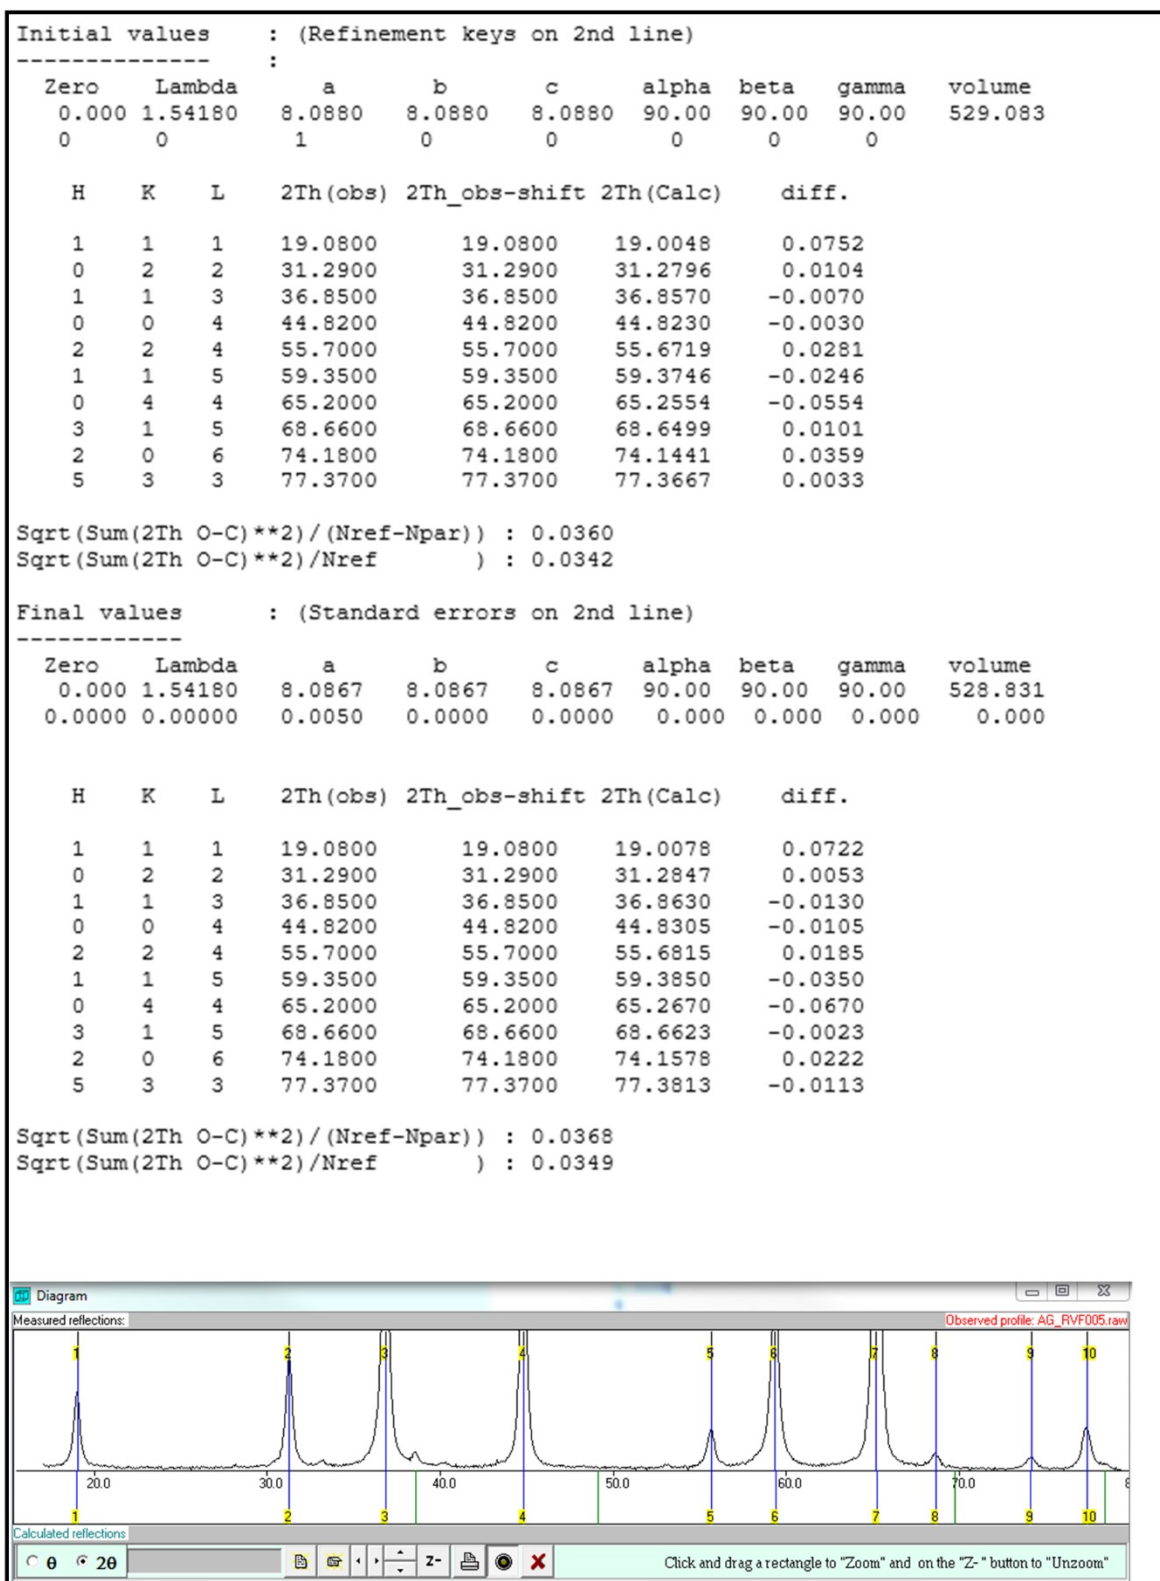 Initial values : (Refinement keys on 2nd line)
-------------- :
Zero Lambda a b c alpha beta gamma volume
0.000 1.54180 8.0880 8.0880 8.0880 90.00 90.00 90.00 529.083
0 0 1 0 0 0 0 0
H K L 2Th(obs) 2Th_obs-shift 2Th(Calc) diff.
1 1 1 19.0800 19.0800 19.0048 0.0752
0 2 2 31.2900 31.2900 31.2796 0.0104
1 1 3 36.8500 36.8500 36.8570 -0.0070
0 0 4 44.8200 44.8200 44.8230 -0.0030
2 2 4 55.7000 55.7000 55.6719 0.0281
1 1 5 59.3500 59.3500 59.3746 -0.0246
0 4 4 65.2000 65.2000 65.2554 -0.0554
3 1 5 68.6600 68.6600 68.6499 0.0101
2 0 6 74.1800 74.1800 74.1441 0.0359
5 3 3 77.3700 77.3700 77.3667 0.0033
Sqrt(Sum(2Th O-C)**2)/(Nref-Npar)) : 0.0360
Sqrt(Sum(2Th O-C)**2)/Nref ) : 0.0342
Final values : (Standard errors on 2nd line)
------------
Zero Lambda a b c alpha beta gamma volume
0.000 1.54180 8.0867 8.0867 8.0867 90.00 90.00 90.00 528.831
0.0000 0.00000 0.0050 0.0000 0.0000 0.000 0.000 0.000 0.000
H K L 2Th(obs) 2Th_obs-shift 2Th(Calc) diff.
1 1 1 19.0800 19.0800 19.0078 0.0722
0 2 2 31.2900 31.2900 31.2847 0.0053
1 1 3 36.8500 36.8500 36.8630 -0.0130
0 0 4 44.8200 44.8200 44.8305 -0.0105
2 2 4 55.7000 55.7000 55.6815 0.0185
1 1 5 59.3500 59.3500 59.3850 -0.0350
0 4 4 65.2000 65.2000 65.2670 -0.0670
3 1 5 68.6600 68.6600 68.6623 -0.0023
2 0 6 74.1800 74.1800 74.1578 0.0222
5 3 3 77.3700 77.3700 77.3813 -0.0113
Sqrt(Sum(2Th O-C)**2)/(Nref-Npar)) : 0.0368
Sqrt(Sum(2Th O-C)**2)/Nref ) : 0.0349
Diagram
Measured reflections: Observed profile: AG_RVF005.raw
1 2 3 4 5 6 7 8 9 10
20.0 30.0 40.0 50.0 60.0 70.0 8
1 2 3 4 5 6 7 8 9 10
Calculated reflections
θ 2θ Z- Click and drag a rectangle to "Zoom" and on the "Z-" button to "Unzoom"